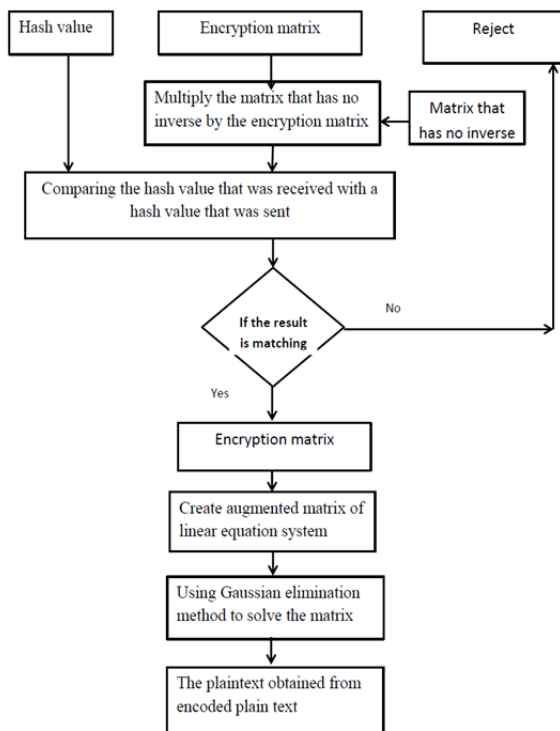 Hash value
Encryption matrix
Reject
Multiply the matrix that has no
inverse by the encryption matrix
Matrix that
has no inverse
Comparing the hash value that was received with a
hash value that was sent
If the result
is matching
No
Yes
Encryption matrix
Create augmented matrix of
linear equation system
Using Gaussian elimination
method to solve the matrix
The plaintext obtained from
encoded plain text